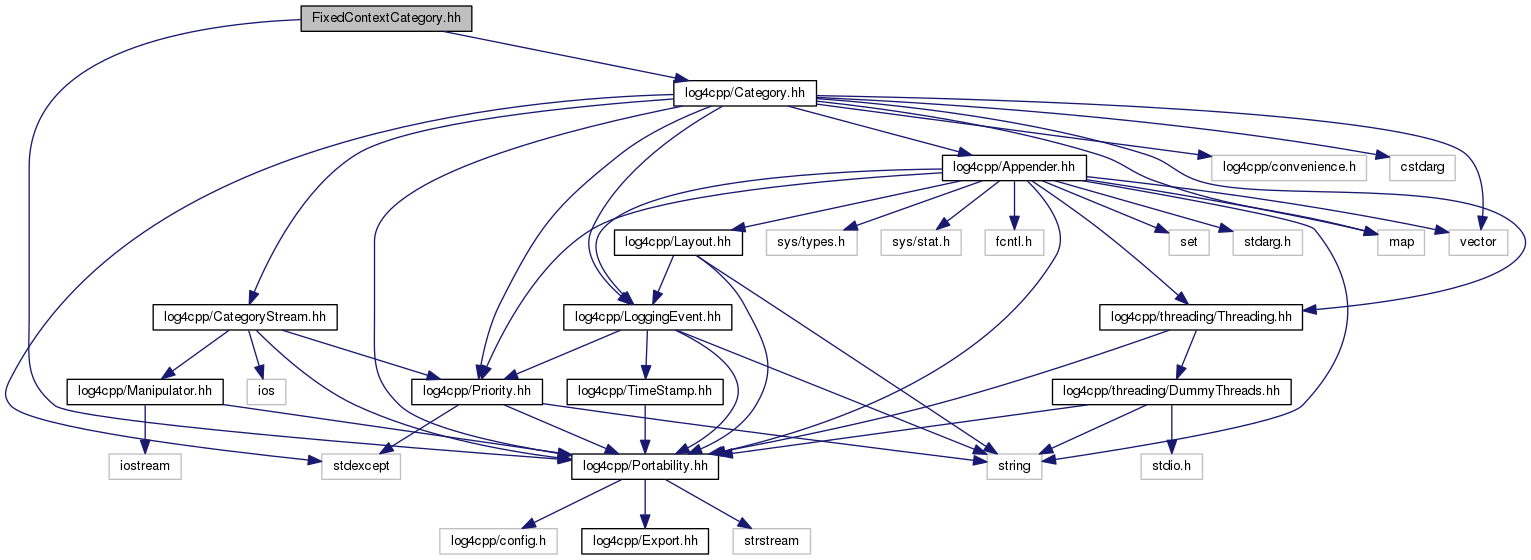 FixedContextCategory.hh
log4cpp/Category.hh
log4cpp/Appender.hh
log4cpp/convenience.h
cstdarg
log4cpp/Layout.hh
sys/types.h
sys/stat.h
fcntl.h
set
stdarg.h
map
vector
log4cpp/CategoryStream.hh
log4cpp/LoggingEvent.hh
log4cpp/threading/Threading.hh
log4cpp/Manipulator.hh
ios
log4cpp/Priority.hh
log4cpp/TimeStamp.hh
log4cpp/threading/DummyThreads.hh
iostream
stdexcept
log4cpp/Portability.hh
string
stdio.h
log4cpp/config.h
log4cpp/Export.hh
strstream